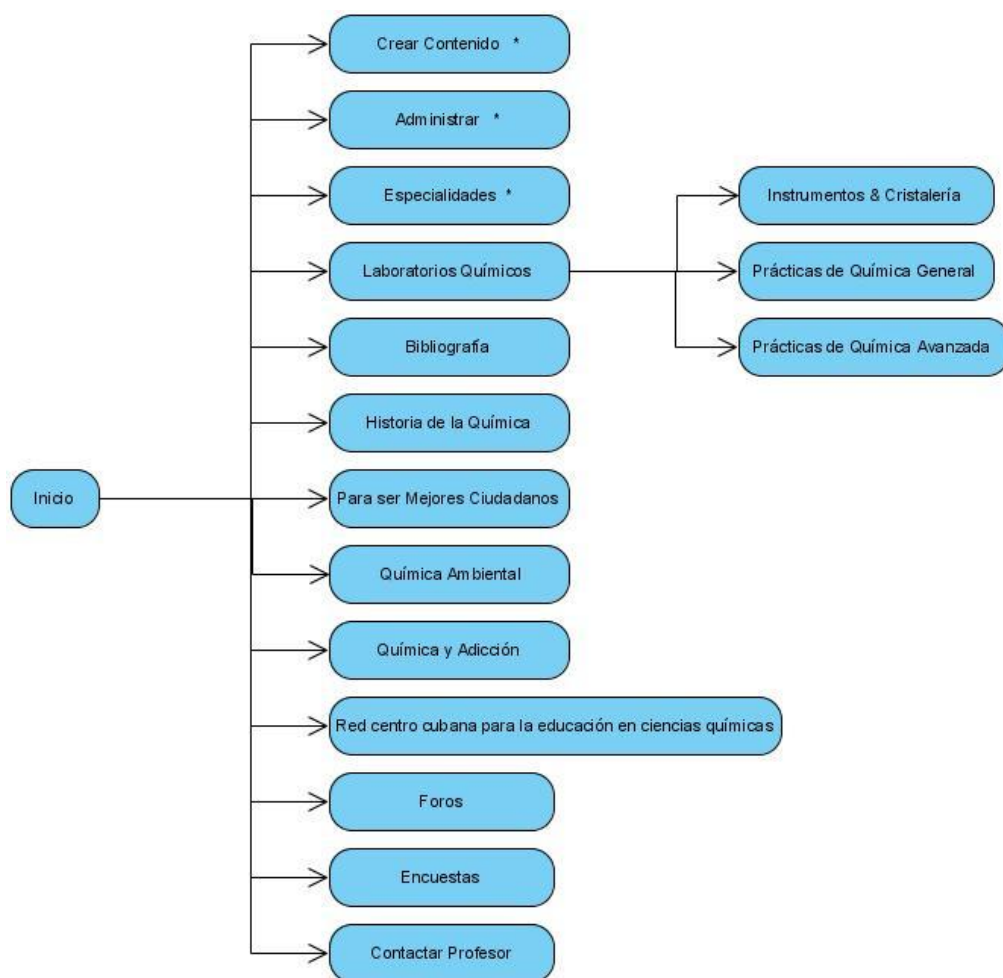 Crear Contenido *
Administrar *
Especialidades *
Instrumentos & Cristalería
Laboratorios Químicos
Prácticas de Química General
Bibliografía
Prácticas de Química Avanzada
Historia de la Química
Inicio
Para ser Mejores Ciudadanos
Química Ambiental
Química y Adicción
Red centro cubana para la educación en ciencias químicas
Foros
Encuestas
Contactar Profesor